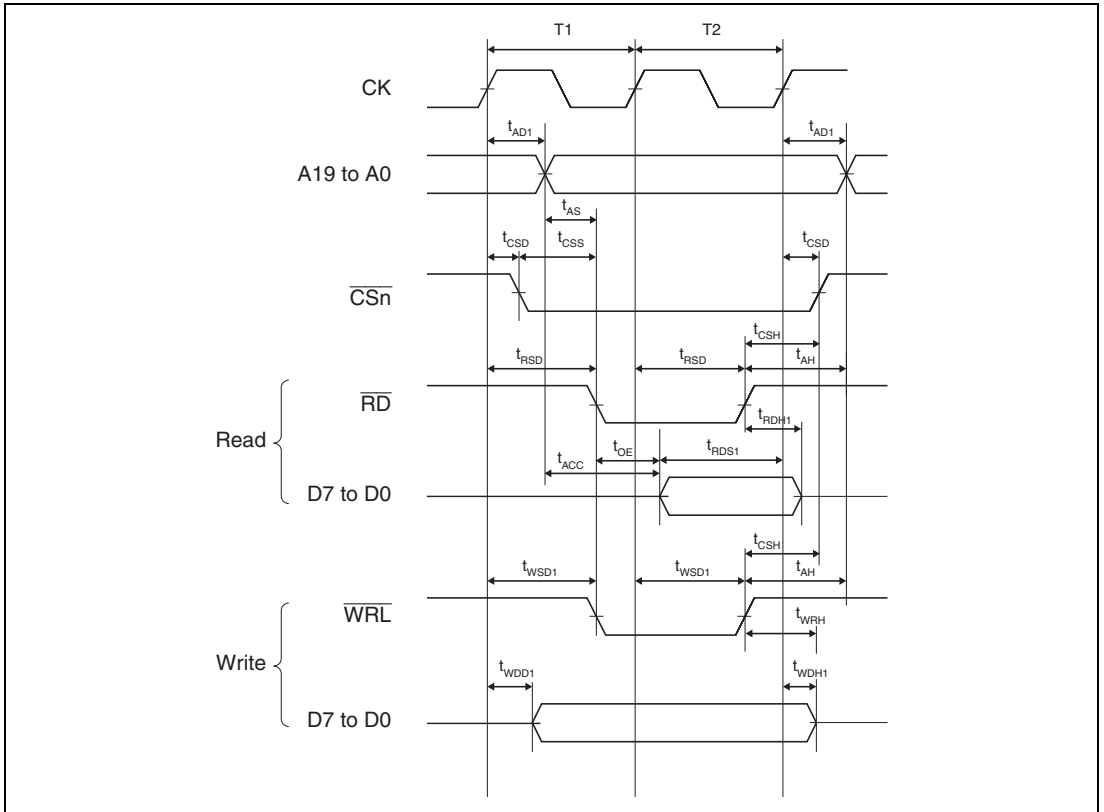 T1 T2
CK
tAD1 tAD1
A19 to A0
tAS
tCSD tCSS tCSD
CSn
tCSH
tRSD tRSD tAH
RD
tRDH1
Read
tOE tRDS1
tACC
D7 to D0
tCSH
tWSD1 tWSD1 tAH
WRL
tWRH
Write
tWDD1 tWDH1
D7 to D0